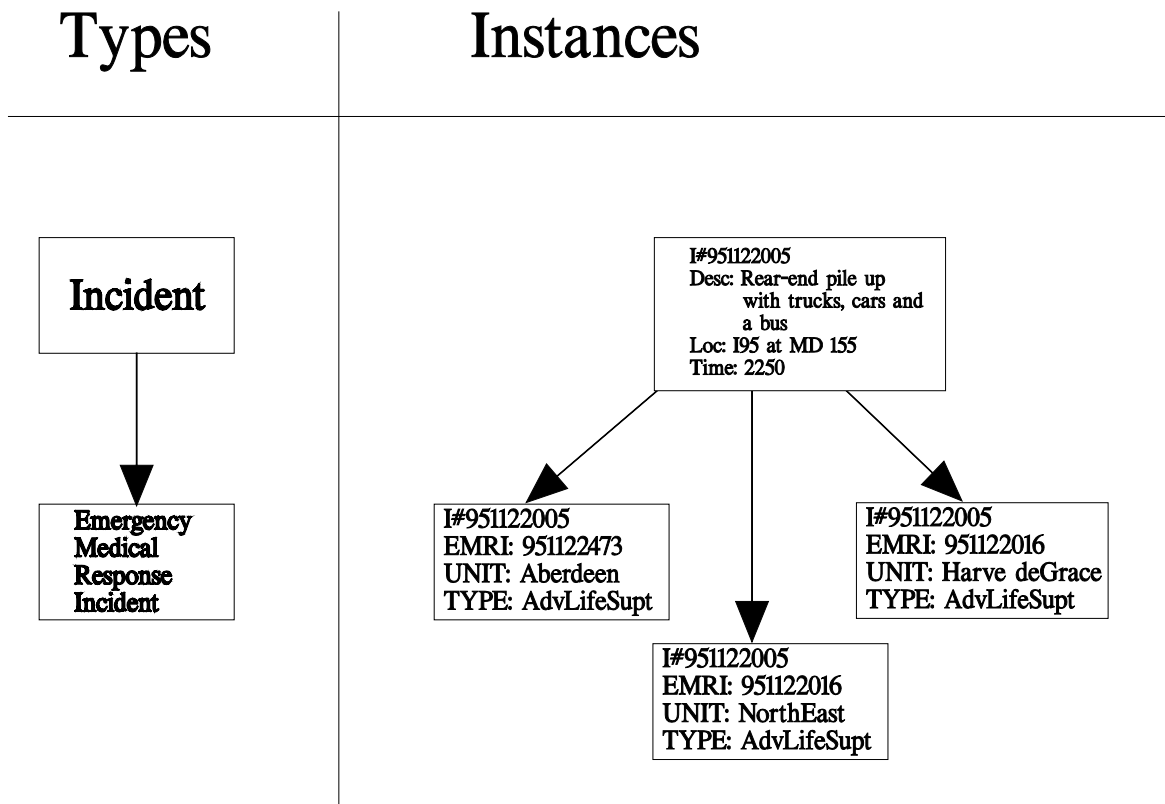 Types
Instances
Incident
Emergency
Medical
Response
Incident
I#951122005
Desc: Rear-end pile up
with trucks, cars and
a bus
Loc: I95 at MD 155
Time: 2250
I#951122005
EMRI: 951122473
UNIT: Aberdeen
TYPE: AdvLifeSupt
I#951122005
EMRI: 951122016
UNIT: NorthEast
TYPE: AdvLifeSupt
I#951122005
EMRI: 951122016
UNIT: Harve deGrace
TYPE: AdvLifeSupt